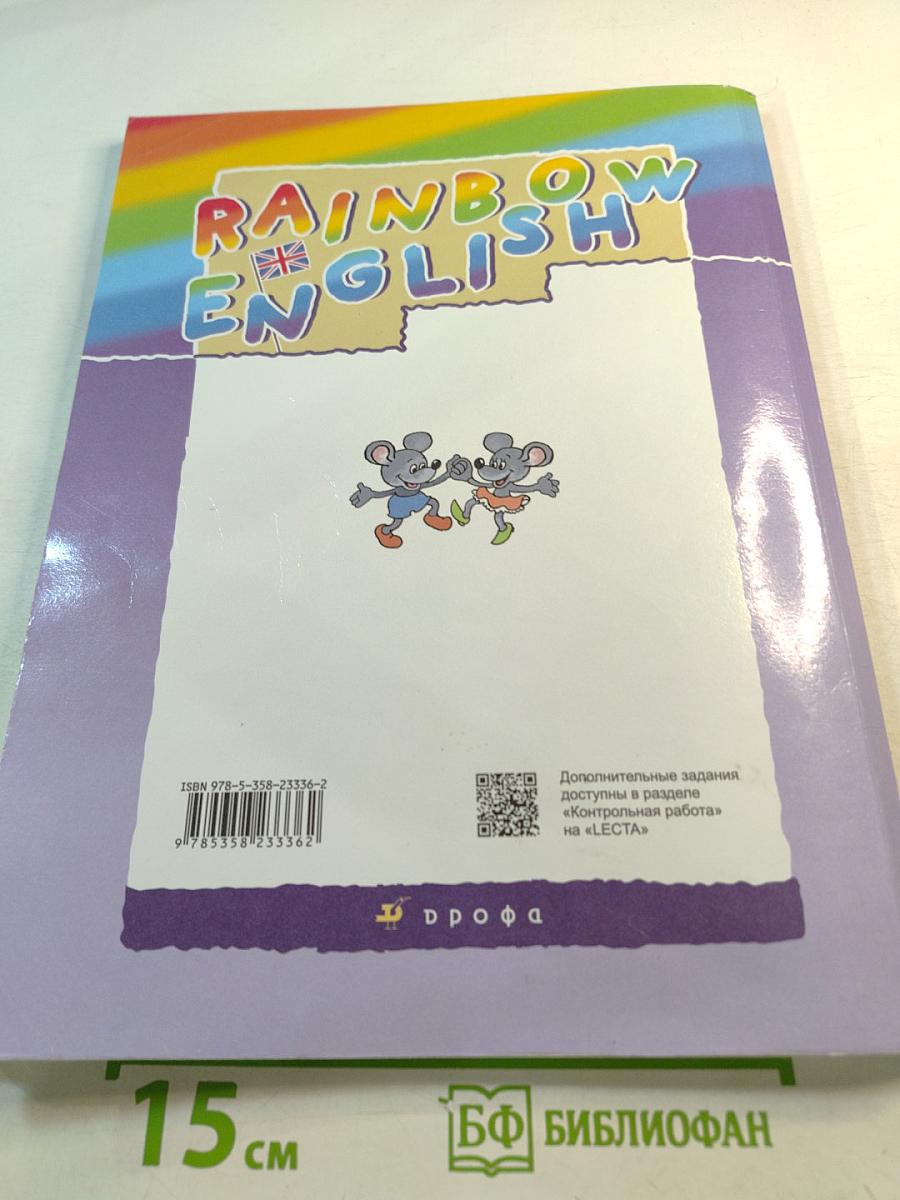 RAINBOW
ENGLISH
ISBN 978-5-358-23336-2
9 785358 233362
Дополнительные задания
доступны в разделе
«Контрольная работа»
на «LECTA»
дрофа
15 см
БФ БИБЛИОФАН